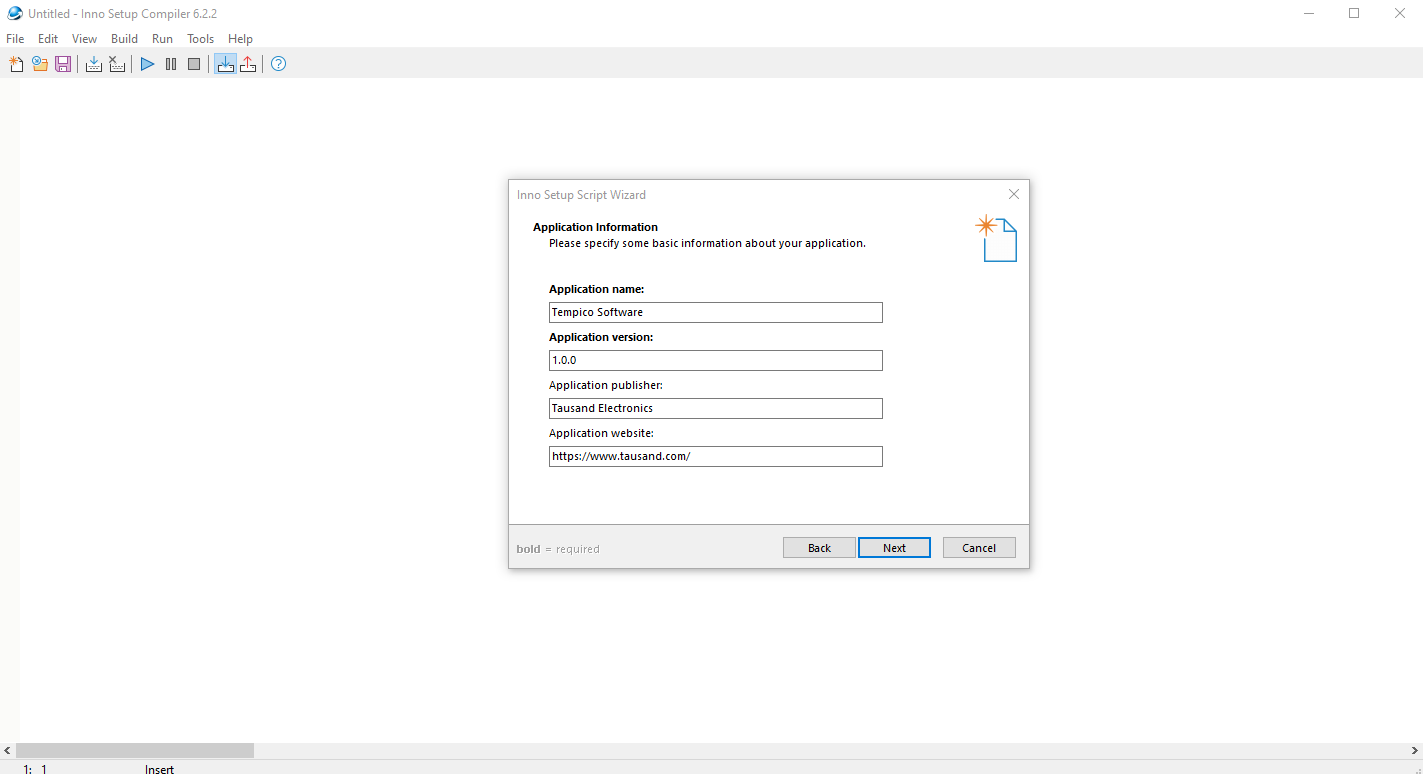 Untitled - Inno Setup Compiler 6.2.2
File Edit View Build Run Tools Help
Inno Setup Script Wizard
Application Information
Please specify some basic information about your application.
Application name:
Tempico Software
Application version:
1.0.0
Application publisher:
Tausand Electronics
Application website:
https://www.tausand.com/
bold = required
Back Next Cancel
1: 1 Insert